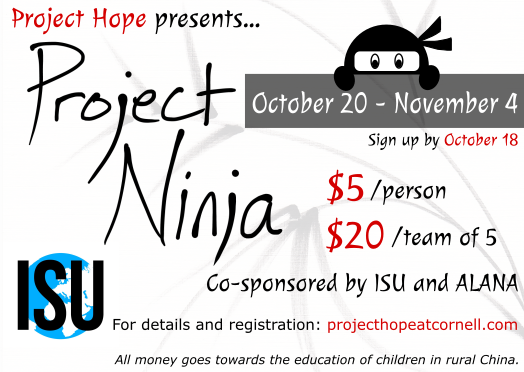 Project Hope presents...
Project
Ninja
October 20 - November 4
Sign up by October 18
$5 /person
$20 /team of 5
Co-sponsored by ISU and ALANA
ISU
For details and registration: projecthopeatcornell.com
All money goes towards the education of children in rural China.